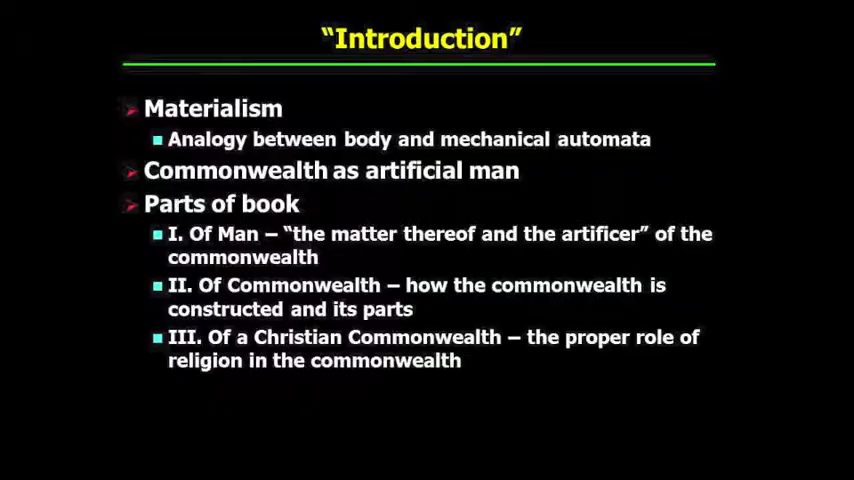 “Introduction”
Materialism
Analogy between body and mechanical automata
Commonwealth as artificial man
Parts of book
I. Of Man – “the matter thereof and the artificer” of the
commonwealth
II. Of Commonwealth – how the commonwealth is
constructed and its parts
III. Of a Christian Commonwealth – the proper role of
religion in the commonwealth